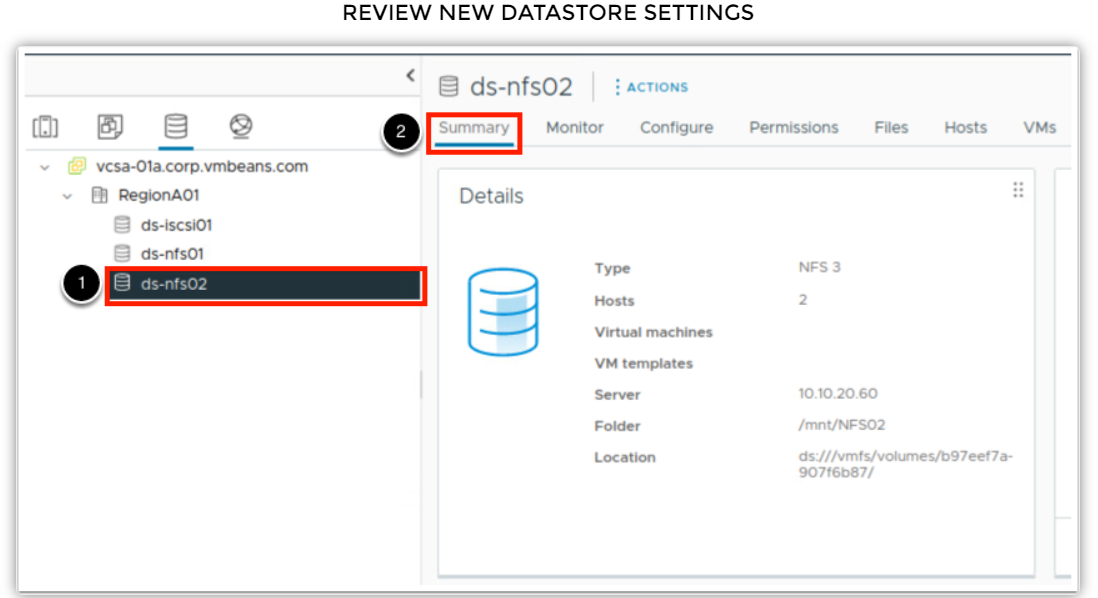 REVIEW NEW DATASTORE SETTINGS
ds-nfs02
ACTIONS
2
Summary Monitor Configure Permissions Files Hosts VMs
vcsa-01a.corp.vmbeans.com
RegionA01
ds-iscsi01
ds-nfs01
1
ds-nfs02
Details
Type NFS 3
Hosts 2
Virtual machines
VM templates
Server 10.10.20.60
Folder /mnt/NFS02
Location ds:///vmfs/volumes/b97eef7a-
907f6b87/